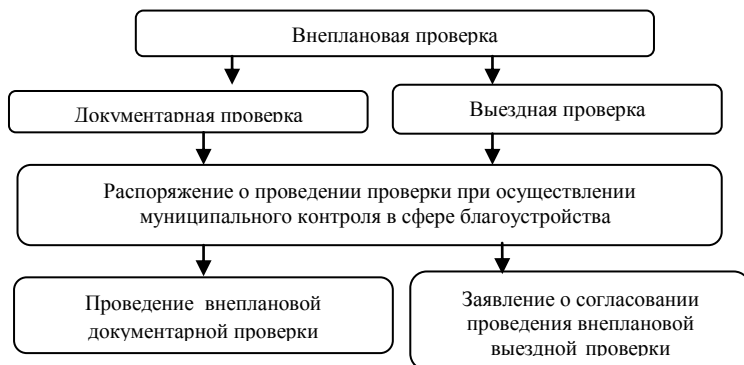 Внеплановая проверка
Документарная проверка
Выездная проверка
Распоряжение о проведении проверки при осуществлении
муниципального контроля в сфере благоустройства
Проведение внеплановой
документарной проверки
Заявление о согласовании
проведения внеплановой
выездной проверки